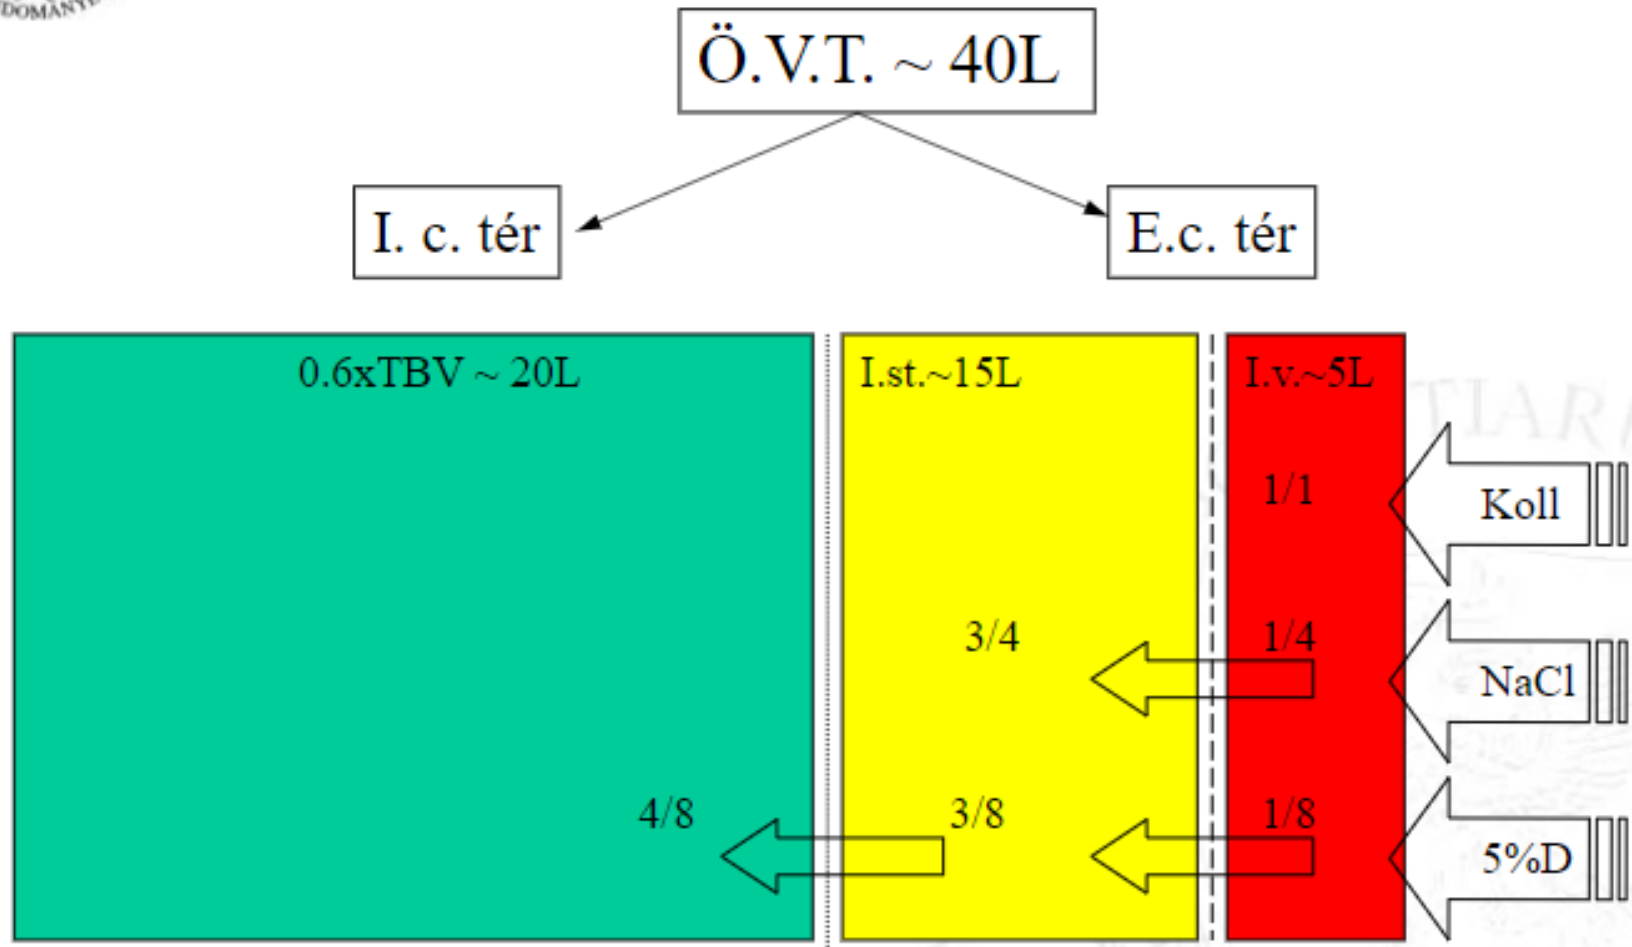 Ö.V.T. ~ 40L
I. c. tér
E.c. tér
0.6xTBV ~ 20L
I.st.~15L
I.v.~5L
1/1
Koll
3/4
1/4
NaCl
4/8
3/8
1/8
5%D